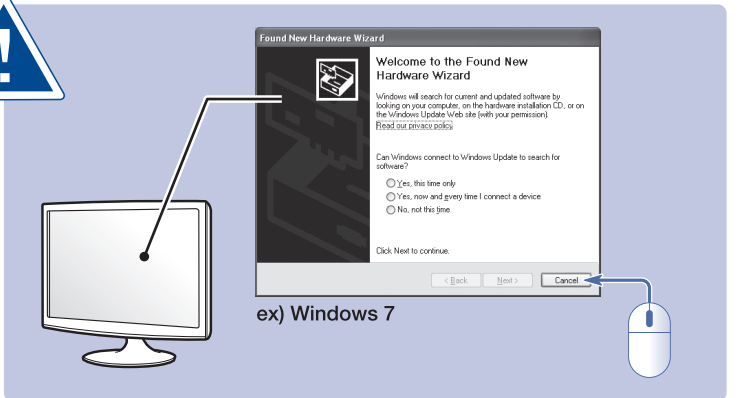 !
Found New Hardware Wizard
Welcome to the Found New
Hardware Wizard
Windows will search for current and updated software by
looking on your computer, on the hardware installation CD, or on
the Windows Update Web site (with your permission).
Read our privacy policy
Can Windows connect to Windows Update to search for
software?
Yes, this time only
Yes, now and every time I connect a device
No, not this time
Click Next to continue.
< Back Next > Cancel
ex) Windows 7